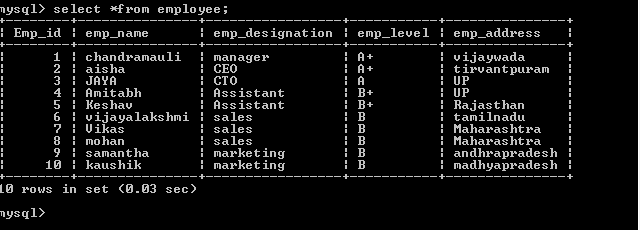 mysql> select *from employee;
+--------+---------------+-----------------+-----------+---------------+
¦ Emp_id ¦ emp_name ¦ emp_designation ¦ emp_level ¦ emp_address ¦
+--------+---------------+-----------------+-----------+---------------+
¦ 1 ¦ chandramauli ¦ manager ¦ A+ ¦ vijaywada ¦
¦ 2 ¦ aisha ¦ CEO ¦ A+ ¦ tirvantpuram ¦
¦ 3 ¦ JAYA ¦ CTO ¦ A ¦ UP ¦
¦ 4 ¦ Amitabh ¦ Assistant ¦ B+ ¦ UP ¦
¦ 5 ¦ Keshav ¦ Assistant ¦ B+ ¦ Rajasthan ¦
¦ 6 ¦ vijayalakshmi ¦ sales ¦ B ¦ tamilnadu ¦
¦ 7 ¦ Vikas ¦ sales ¦ B ¦ Maharashtra ¦
¦ 8 ¦ mohan ¦ sales ¦ B ¦ Maharashtra ¦
¦ 9 ¦ samantha ¦ marketing ¦ B ¦ andhrapradesh ¦
¦ 10 ¦ kaushik ¦ marketing ¦ B ¦ madhyapradesh ¦
+--------+---------------+-----------------+-----------+---------------+
10 rows in set (0.03 sec)
mysql>